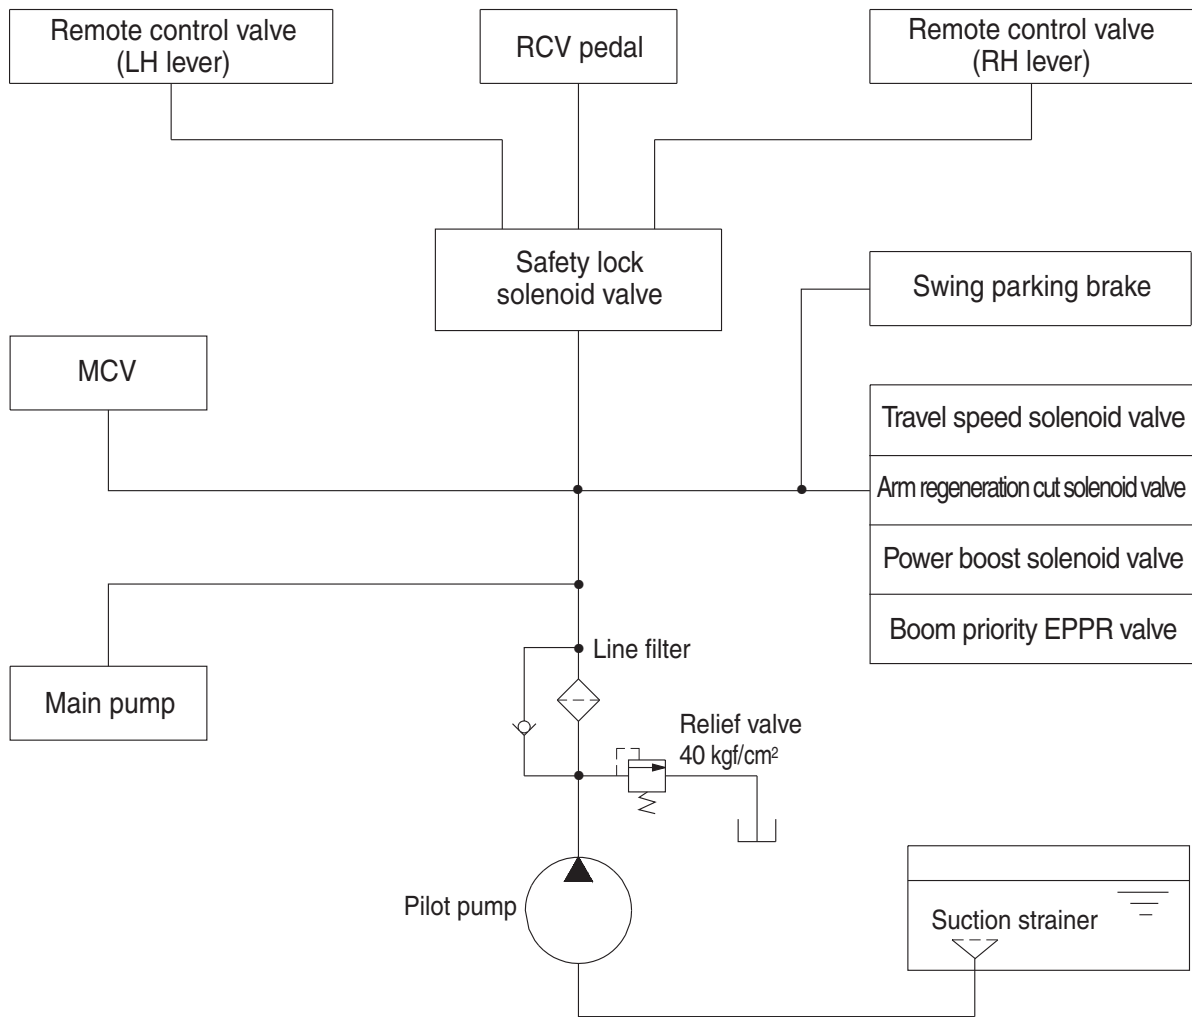 Remote control valve
(LH lever)
RCV pedal
Remote control valve
(RH lever)
Safety lock
solenoid valve
Swing parking brake
MCV
Travel speed solenoid valve
Arm regeneration cut solenoid valve
Power boost solenoid valve
Boom priority EPPR valve
Line filter
Main pump
Relief valve
40 kgf/cm²
Pilot pump
Suction strainer